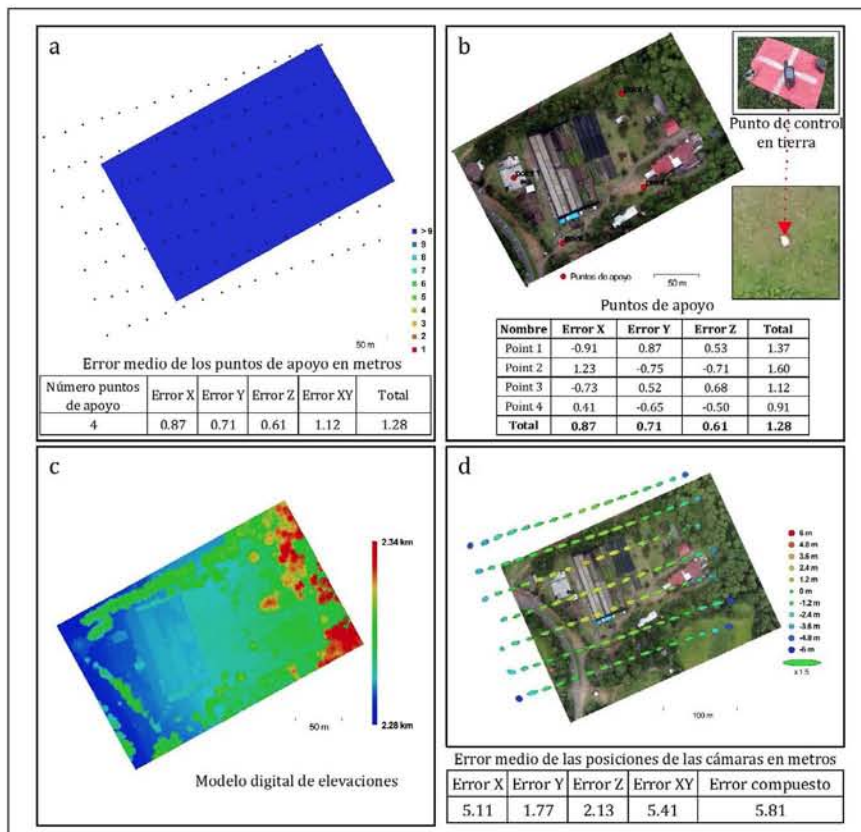 a
>9
9
8
7
6
5
4
3
2
1
50 m
Error medio de los puntos de apoyo en metros
Número puntos de apoyo Error X Error Y Error Z Error XY Total
4 0.87 0.71 0.61 1.12 1.28
b
Punto de control
en tierra
Puntos de apoyo
50 m
Puntos de apoyo
Nombre Error X Error Y Error Z Total
Point 1 -0.91 0.87 0.53 1.37
Point 2 1.23 -0.75 -0.71 1.60
Point 3 -0.73 0.52 0.68 1.12
Point 4 0.41 -0.65 -0.50 0.91
Total 0.87 0.71 0.61 1.28
c
2.34 km
2.28 km
50 m
Modelo digital de elevaciones
d
6 m
4.8 m
3.6 m
2.4 m
1.2 m
0 m
-1.2 m
-2.4 m
-3.6 m
-4.8 m
-6 m
x 1.5
100 m
Error medio de las posiciones de las cámaras en metros
Error X Error Y Error Z Error XY Error compuesto
5.11 1.77 2.13 5.41 5.81